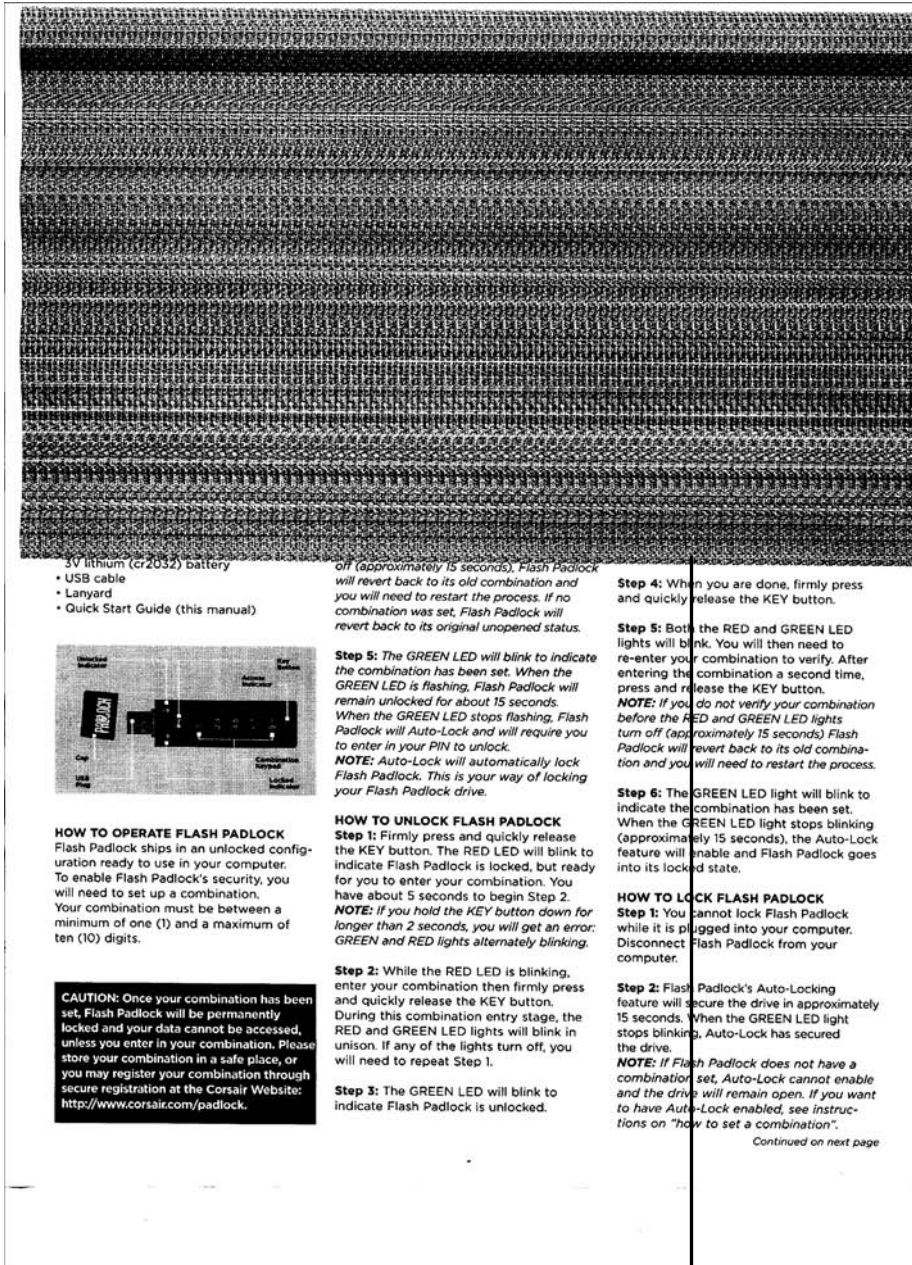 3V lithium (cr2032) battery
• USB cable
• Lanyard
• Quick Start Guide (this manual)
Unlocked
Indicator
Key
Button
Access
Indicator
PADLOCK
Cap
USB
Plug
Combination
Keypad
Locked
Indicator
HOW TO OPERATE FLASH PADLOCK
Flash Padlock ships in an unlocked config-
uration ready to use in your computer.
To enable Flash Padlock's security, you
will need to set up a combination.
Your combination must be between a
minimum of one (1) and a maximum of
ten (10) digits.
CAUTION: Once your combination has been
set, Flash Padlock will be permanently
locked and your data cannot be accessed,
unless you enter in your combination. Please
store your combination in a safe place, or
you may register your combination through
secure registration at the Corsair Website:
http://www.corsair.com/padlock.
off (approximately 15 seconds), Flash Padlock
will revert back to its old combination and
you will need to restart the process. If no
combination was set, Flash Padlock will
revert back to its original unopened status.
Step 5: The GREEN LED will blink to indicate
the combination has been set. When the
GREEN LED is flashing, Flash Padlock will
remain unlocked for about 15 seconds.
When the GREEN LED stops flashing, Flash
Padlock will Auto-Lock and will require you
to enter in your PIN to unlock.
NOTE: Auto-Lock will automatically lock
Flash Padlock. This is your way of locking
your Flash Padlock drive.
HOW TO UNLOCK FLASH PADLOCK
Step 1: Firmly press and quickly release
the KEY button. The RED LED will blink to
indicate Flash Padlock is locked, but ready
for you to enter your combination. You
have about 5 seconds to begin Step 2.
NOTE: If you hold the KEY button down for
longer than 2 seconds, you will get an error:
GREEN and RED lights alternately blinking.
Step 2: While the RED LED is blinking,
enter your combination then firmly press
and quickly release the KEY button.
During this combination entry stage, the
RED and GREEN LED lights will blink in
unison. If any of the lights turn off, you
will need to repeat Step 1.
Step 3: The GREEN LED will blink to
indicate Flash Padlock is unlocked.
Step 4: When you are done, firmly press
and quickly release the KEY button.
Step 5: Both the RED and GREEN LED
lights will blink. You will then need to
re-enter your combination to verify. After
entering the combination a second time,
press and release the KEY button.
NOTE: If you do not verify your combination
before the RED and GREEN LED lights
turn off (approximately 15 seconds) Flash
Padlock will revert back to its old combina-
tion and you will need to restart the process.
Step 6: The GREEN LED light will blink to
indicate the combination has been set.
When the GREEN LED light stops blinking
(approximately 15 seconds), the Auto-Lock
feature will enable and Flash Padlock goes
into its locked state.
HOW TO LOCK FLASH PADLOCK
Step 1: You cannot lock Flash Padlock
while it is plugged into your computer.
Disconnect Flash Padlock from your
computer.
Step 2: Flash Padlock's Auto-Locking
feature will secure the drive in approximately
15 seconds. When the GREEN LED light
stops blinking, Auto-Lock has secured
the drive.
NOTE: If Flash Padlock does not have a
combination set, Auto-Lock cannot enable
and the drive will remain open. If you want
to have Auto-Lock enabled, see instruc-
tions on "how to set a combination".
Continued on next page